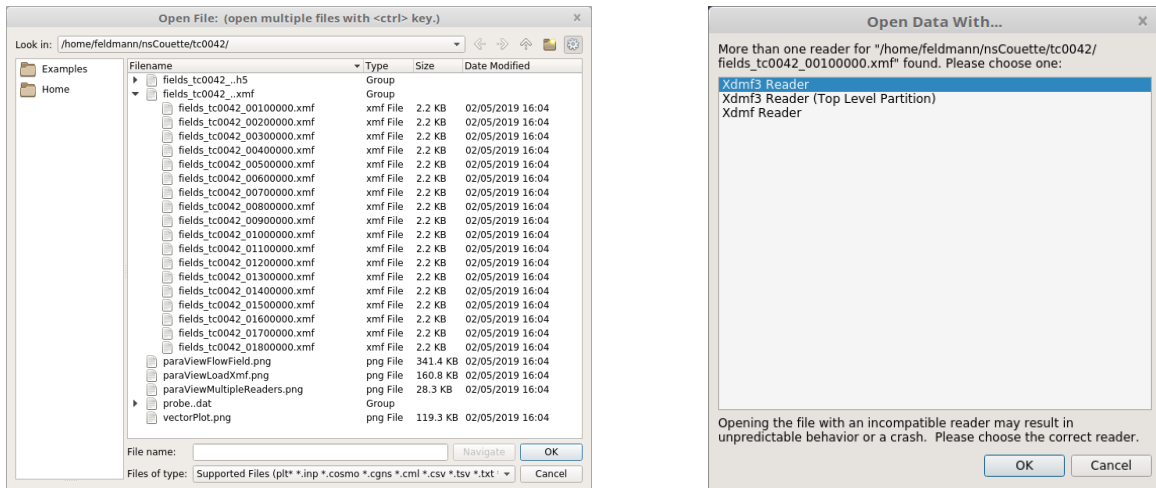 Open File:  (open multiple files with <ctrl> key.)
Look in: /home/feldmann/nsCouette/tc0042/
Examples
Home
Filename Type Size Date Modified
fields_tc0042_..h5 Group
fields_tc0042_..xmf Group
fields_tc0042_00100000.xmf xmf File 2.2 KB 02/05/2019 16:04
fields_tc0042_00200000.xmf xmf File 2.2 KB 02/05/2019 16:04
fields_tc0042_00300000.xmf xmf File 2.2 KB 02/05/2019 16:04
fields_tc0042_00400000.xmf xmf File 2.2 KB 02/05/2019 16:04
fields_tc0042_00500000.xmf xmf File 2.2 KB 02/05/2019 16:04
fields_tc0042_00600000.xmf xmf File 2.2 KB 02/05/2019 16:04
fields_tc0042_00700000.xmf xmf File 2.2 KB 02/05/2019 16:04
fields_tc0042_00800000.xmf xmf File 2.2 KB 02/05/2019 16:04
fields_tc0042_00900000.xmf xmf File 2.2 KB 02/05/2019 16:04
fields_tc0042_01000000.xmf xmf File 2.2 KB 02/05/2019 16:04
fields_tc0042_01100000.xmf xmf File 2.2 KB 02/05/2019 16:04
fields_tc0042_01200000.xmf xmf File 2.2 KB 02/05/2019 16:04
fields_tc0042_01300000.xmf xmf File 2.2 KB 02/05/2019 16:04
fields_tc0042_01400000.xmf xmf File 2.2 KB 02/05/2019 16:04
fields_tc0042_01500000.xmf xmf File 2.2 KB 02/05/2019 16:04
fields_tc0042_01600000.xmf xmf File 2.2 KB 02/05/2019 16:04
fields_tc0042_01700000.xmf xmf File 2.2 KB 02/05/2019 16:04
fields_tc0042_01800000.xmf xmf File 2.2 KB 02/05/2019 16:04
paraViewFlowField.png png File 341.4 KB 02/05/2019 16:04
paraViewLoadXmf.png png File 160.8 KB 02/05/2019 16:04
paraViewMultipleReaders.png png File 28.3 KB 02/05/2019 16:04
probe..dat Group
vectorPlot.png png File 119.3 KB 02/05/2019 16:04
File name: Navigate OK
Files of type: Supported Files (plt* *.inp *.cosmo *.cgns *.cml *.csv *.tsv *.txt Cancel
Open Data With...
More than one reader for "/home/feldmann/nsCouette/tc0042/
fields_tc0042_00100000.xmf" found. Please choose one:
Xdmf3 Reader
Xdmf3 Reader (Top Level Partition)
Xdmf Reader
Opening the file with an incompatible reader may result in
unpredictable behavior or a crash.  Please choose the correct reader.
OK Cancel